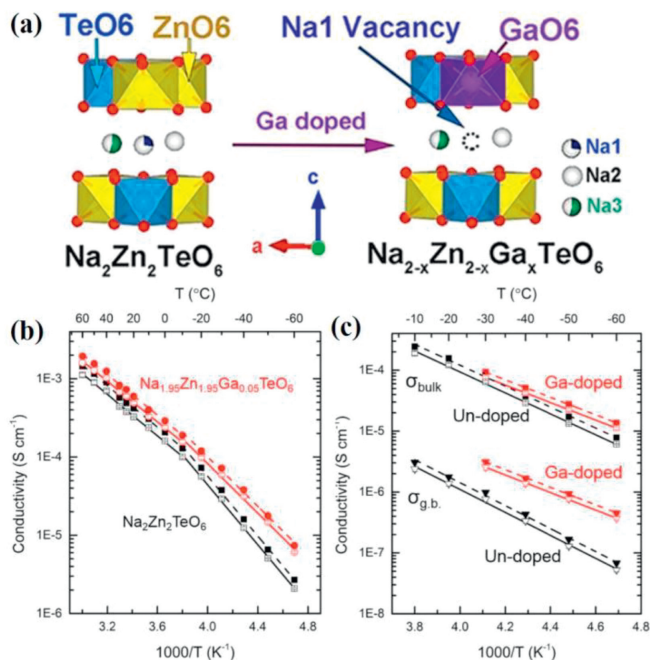 (a)
TeO6
ZnO6
Na1 Vacancy
GaO6
Ga doped
c
a
Na1
Na2
Na3
Na₂Zn₂TeO₆
Na₂₋ₓZn₂₋ₓGaₓTeO₆
T (°C)
60 40 20 0 -20 -40 -60
(b)
Na₁.₉₅Zn₁.₉₅Ga₀.₀₅TeO₆
Na₂Zn₂TeO₆
Conductivity (S cm⁻¹)
1E-3
1E-4
1E-5
1E-6
3.0 3.6 4.2 4.8
1000/T (K⁻¹)
T (°C)
-10 -20 -30 -40 -50 -60
(c)
σbulk
Ga-doped
Un-doped
Ga-doped
σg.b.
Un-doped
Conductivity (S cm⁻¹)
1E-4
1E-5
1E-6
1E-7
1E-8
3.8 4.0 4.2 4.4 4.6 4.8
1000/T (K⁻¹)